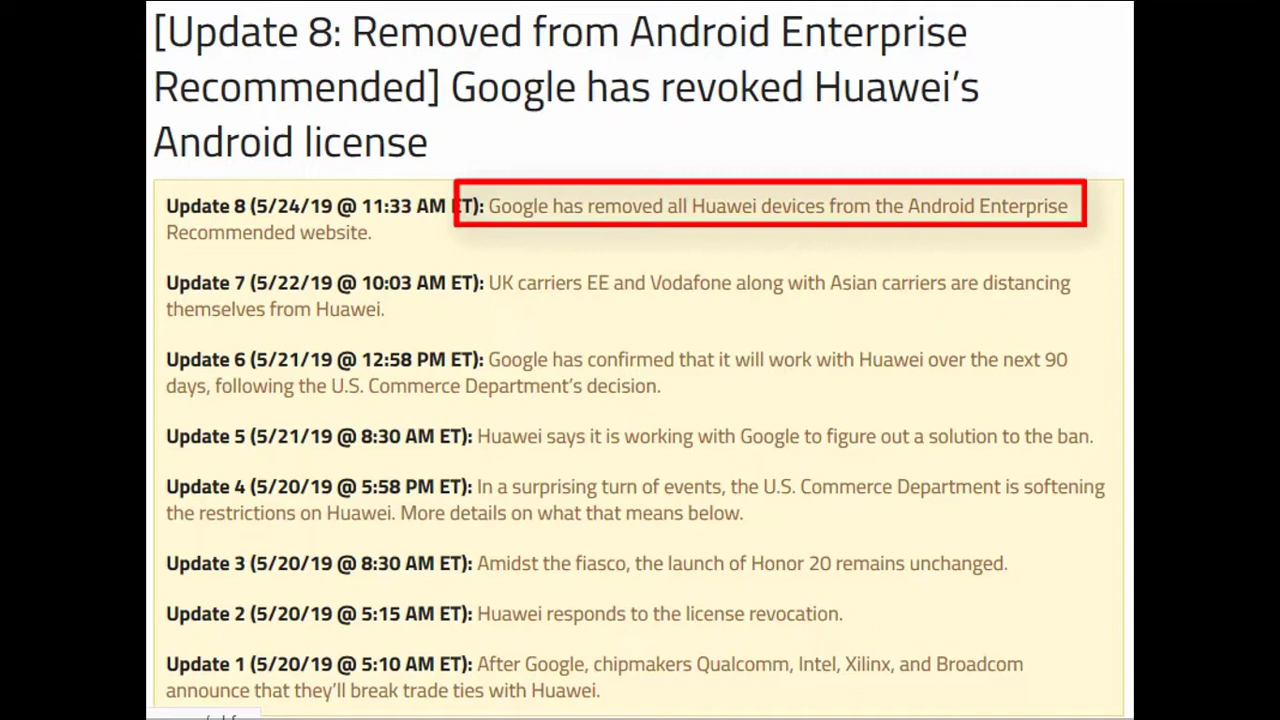 [Update 8: Removed from Android Enterprise
Recommended] Google has revoked Huawei’s
Android license
Update 8 (5/24/19 @ 11:33 AM ET): Google has removed all Huawei devices from the Android Enterprise
Recommended website.
Update 7 (5/22/19 @ 10:03 AM ET): UK carriers EE and Vodafone along with Asian carriers are distancing
themselves from Huawei.
Update 6 (5/21/19 @ 12:58 PM ET): Google has confirmed that it will work with Huawei over the next 90
days, following the U.S. Commerce Department’s decision.
Update 5 (5/21/19 @ 8:30 AM ET): Huawei says it is working with Google to figure out a solution to the ban.
Update 4 (5/20/19 @ 5:58 PM ET): In a surprising turn of events, the U.S. Commerce Department is softening
the restrictions on Huawei. More details on what that means below.
Update 3 (5/20/19 @ 8:30 AM ET): Amidst the fiasco, the launch of Honor 20 remains unchanged.
Update 2 (5/20/19 @ 5:15 AM ET): Huawei responds to the license revocation.
Update 1 (5/20/19 @ 5:10 AM ET): After Google, chipmakers Qualcomm, Intel, Xilinx, and Broadcom
announce that they’ll break trade ties with Huawei.